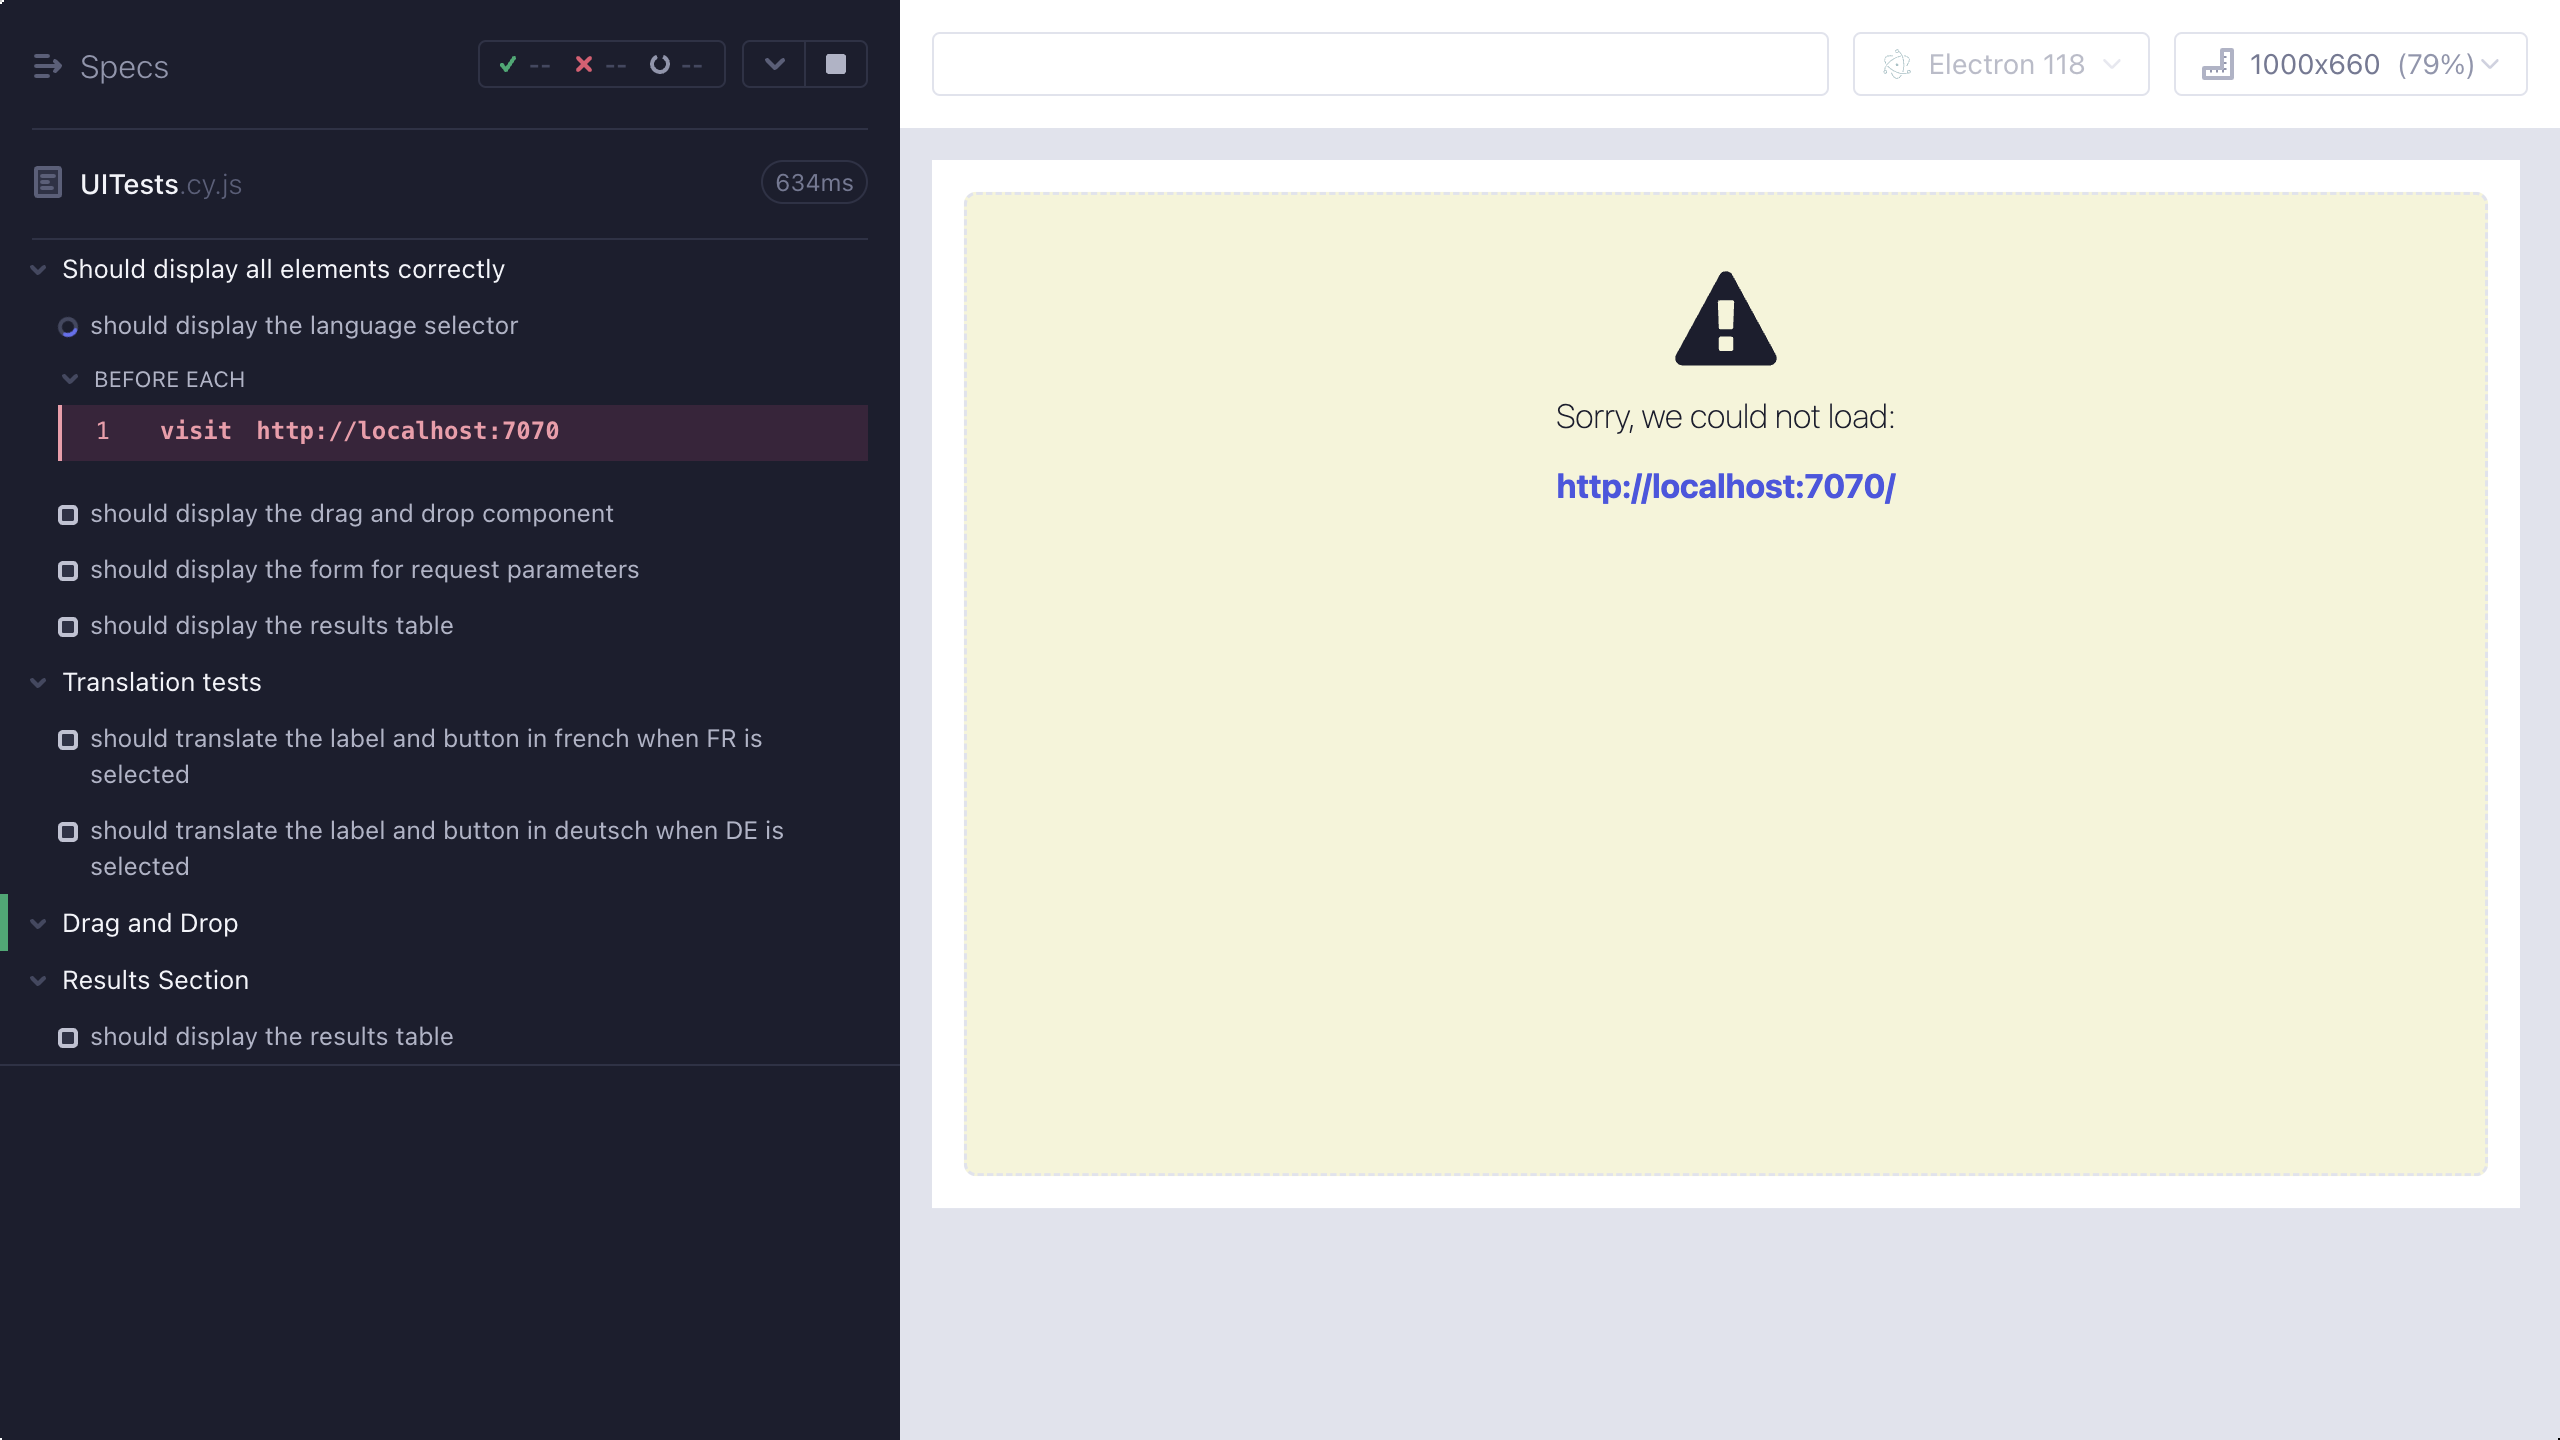 Specs
-- -- --
UITests.cy.js
634ms
Should display all elements correctly
should display the language selector
BEFORE EACH
1 visit http://localhost:7070
should display the drag and drop component
should display the form for request parameters
should display the results table
Translation tests
should translate the label and button in french when FR is
selected
should translate the label and button in deutsch when DE is
selected
Drag and Drop
Results Section
should display the results table
Electron 118
1000x660 (79%)
Sorry, we could not load:
http://localhost:7070/